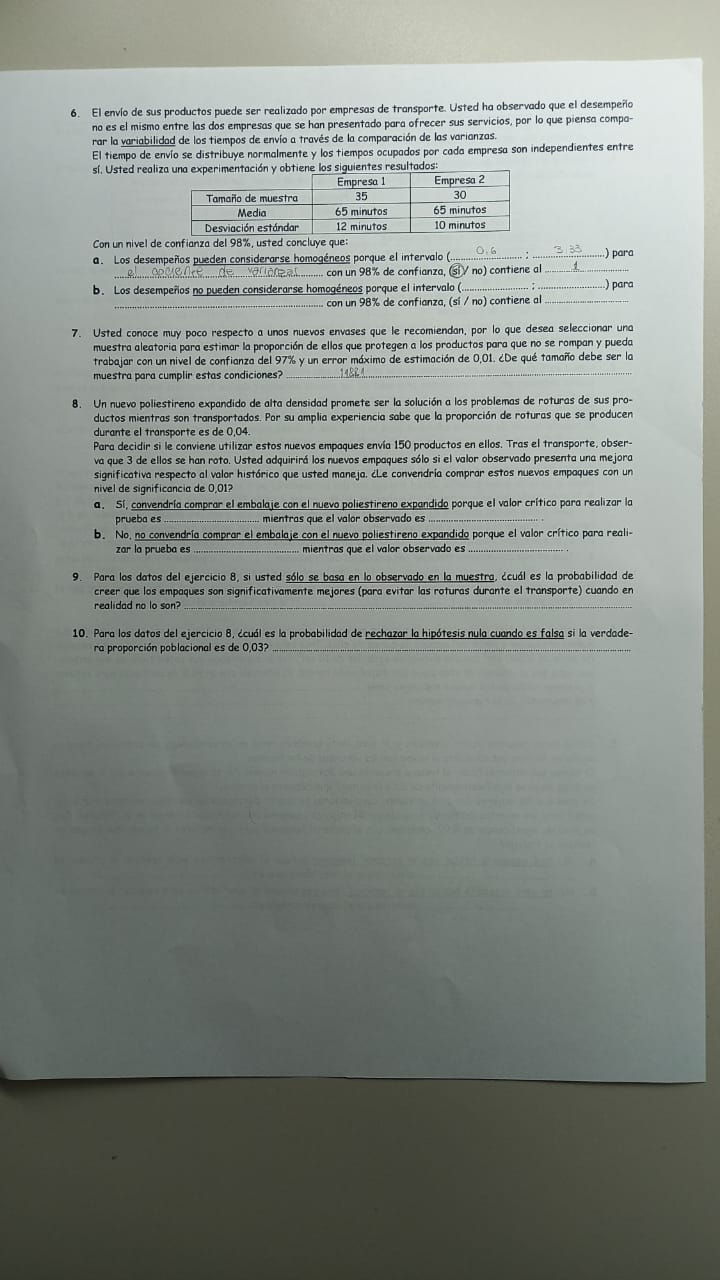 6. El envío de sus productos puede ser realizado por empresas de transporte. Usted ha observado que el desempeño
no es el mismo entre las dos empresas que se han presentado para ofrecer sus servicios, por lo que piensa compa-
rar la variabilidad de los tiempos de envío a través de la comparación de las varianzas.
El tiempo de envío se distribuye normalmente y los tiempos ocupados por cada empresa son independientes entre
sí. Usted realiza una experimentación y obtiene los siguientes resultados:
Empresa 1 Empresa 2
Tamaño de muestra 35 30
Media 65 minutos 65 minutos
Desviación estándar 12 minutos 10 minutos
Con un nivel de confianza del 98%, usted concluye que:
a. Los desempeños pueden considerarse homogéneos porque el intervalo (0.6 ; 3.33) para
el cociente de varianzas con un 98% de confianza, (sí / no) contiene al 1
b. Los desempeños no pueden considerarse homogéneos porque el intervalo (............ ; ............) para
............ con un 98% de confianza, (sí / no) contiene al ............
7. Usted conoce muy poco respecto a unos nuevos envases que le recomiendan, por lo que desea seleccionar una
muestra aleatoria para estimar la proporción de ellos que protegen a los productos para que no se rompan y pueda
trabajar con un nivel de confianza del 97% y un error máximo de estimación de 0,01. ¿De qué tamaño debe ser la
muestra para cumplir estas condiciones?
8. Un nuevo poliestireno expandido de alta densidad promete ser la solución a los problemas de roturas de sus pro-
ductos mientras son transportados. Por su amplia experiencia sabe que la proporción de roturas que se producen
durante el transporte es de 0,04.
Para decidir si le conviene utilizar estos nuevos empaques envía 150 productos en ellos. Tras el transporte, obser-
va que 3 de ellos se han roto. Usted adquirirá los nuevos empaques sólo si el valor observado presenta una mejora
significativa respecto al valor histórico que usted maneja. ¿Le convendría comprar estos nuevos empaques con un
nivel de significancia de 0,01?
a. Sí, convendría comprar el embalaje con el nuevo poliestireno expandido porque el valor crítico para realizar la
prueba es ............ mientras que el valor observado es ............ .
b. No, no convendría comprar el embalaje con el nuevo poliestireno expandido porque el valor crítico para reali-
zar la prueba es ............ mientras que el valor observado es ............ .
9. Para los datos del ejercicio 8, si usted sólo se basa en lo observado en la muestra, ¿cuál es la probabilidad de
creer que los empaques son significativamente mejores (para evitar las roturas durante el transporte) cuando en
realidad no lo son? ............
10. Para los datos del ejercicio 8, ¿cuál es la probabilidad de rechazar la hipótesis nula cuando es falsa si la verdade-
ra proporción poblacional es de 0,03? ............